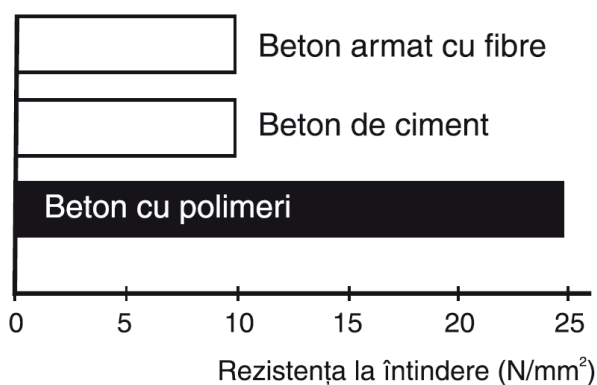 Beton armat cu fibre
Beton de ciment
Beton cu polimeri
0 5 10 15 20 25
Rezistența la întindere (N/mm²)